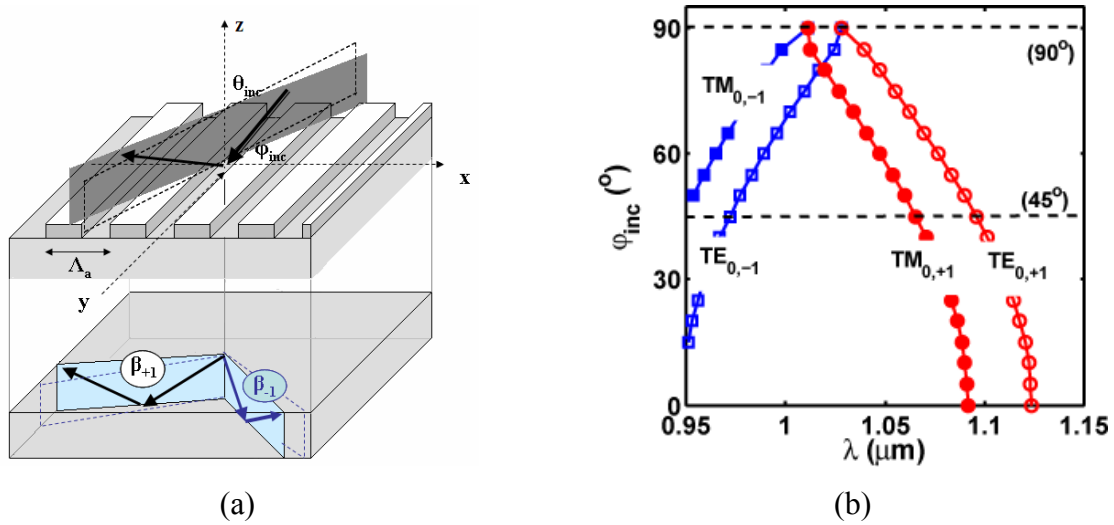 z
θinc
φinc
x
Λa
y
β+1
β-1
(a)
φinc (°)
90
60
30
0
0.95 1 1.05 1.1 1.15
λ (μm)
(90°)
(45°)
TM0,−1
TE0,−1
TM0,+1
TE0,+1
(b)